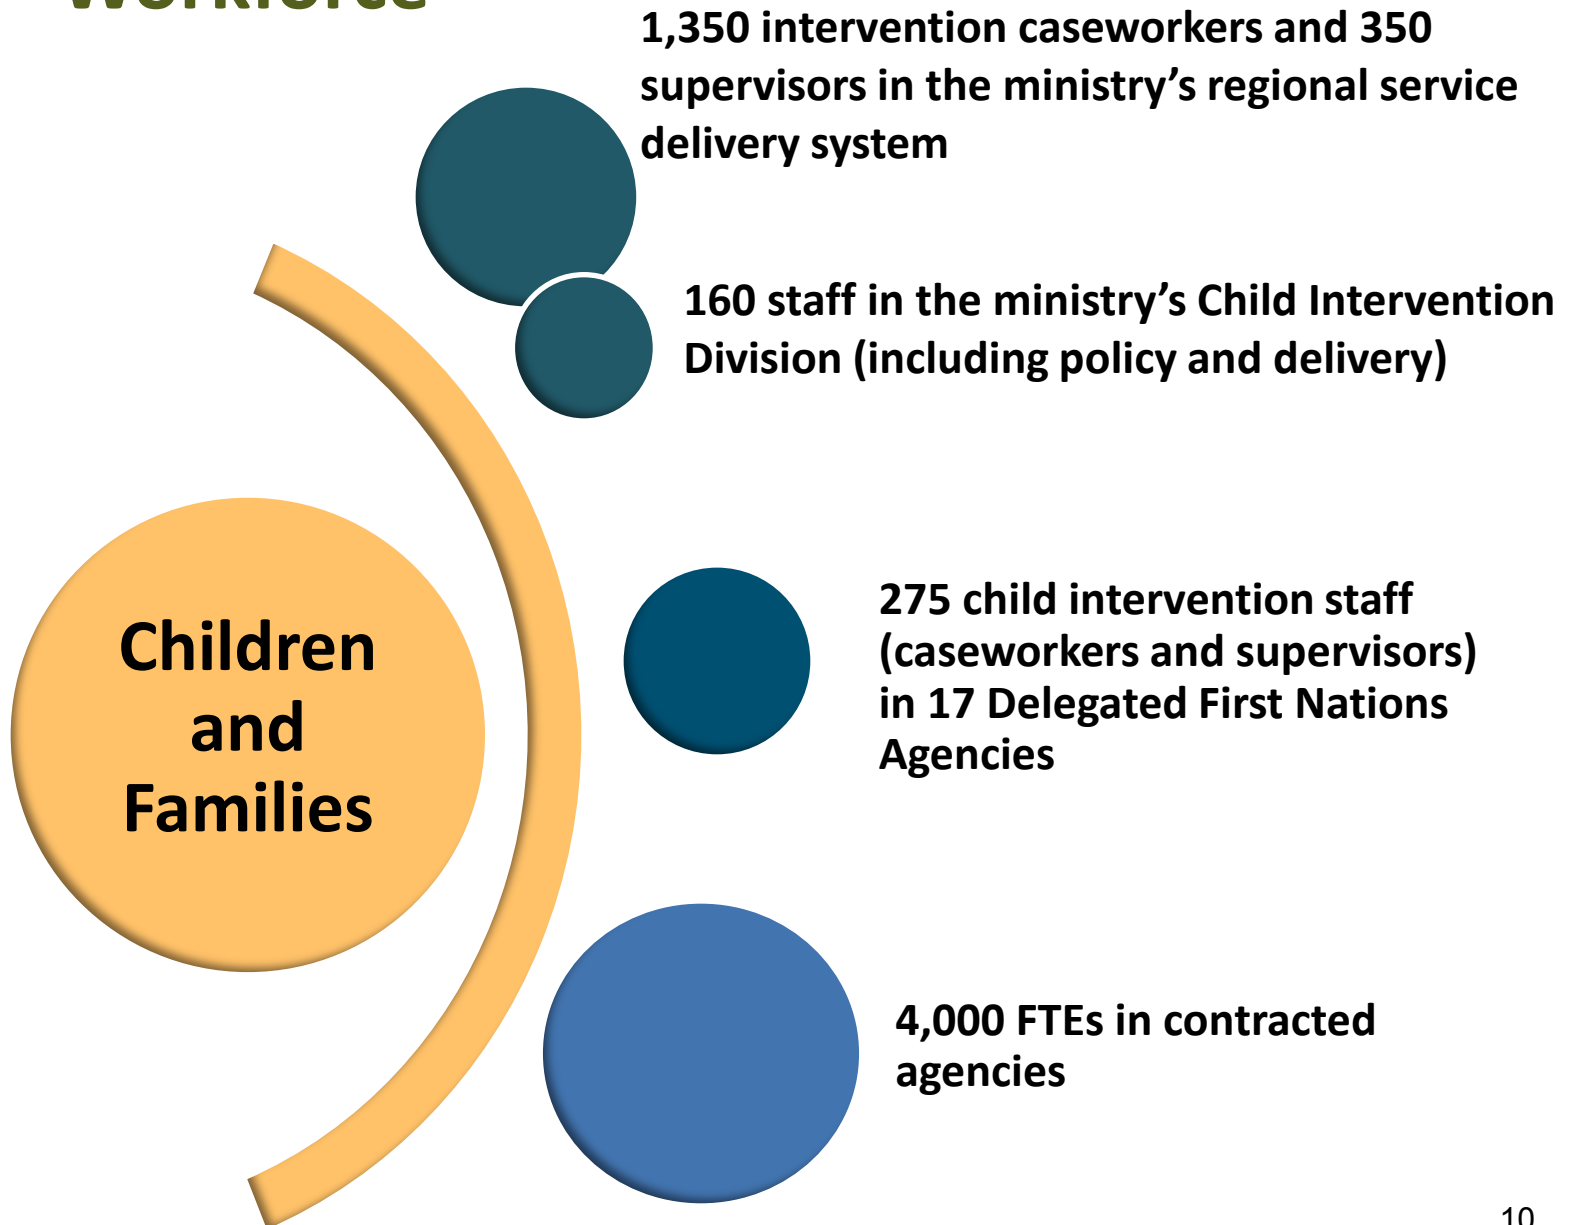 Workforce
1,350 intervention caseworkers and 350
supervisors in the ministry’s regional service
delivery system
160 staff in the ministry’s Child Intervention
Division (including policy and delivery)
Children
and
Families
275 child intervention staff
(caseworkers and supervisors)
in 17 Delegated First Nations
Agencies
4,000 FTEs in contracted
agencies
10